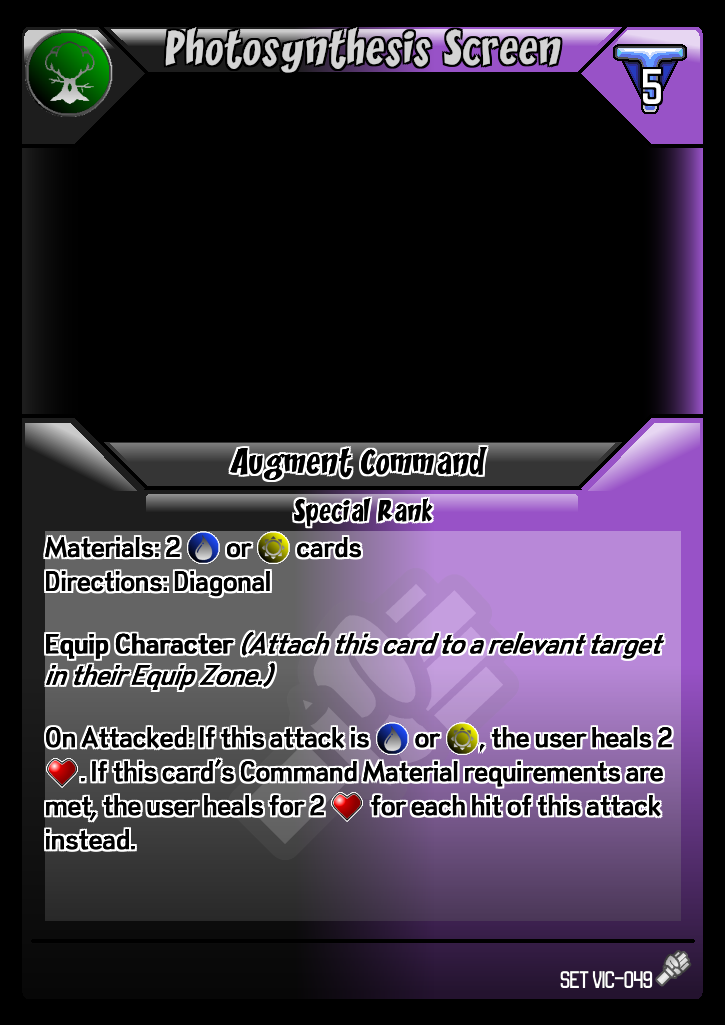 Photosynthesis Screen
5
Augment Command
Special Rank
Materials: 2 or cards
Directions: Diagonal
Equip Character (Attach this card to a relevant target
in their Equip Zone.)
On Attacked: If this attack is or , the user heals 2
. If this card's Command Material requirements are
met, the user heals for 2 for each hit of this attack
instead.
SET VIC-049